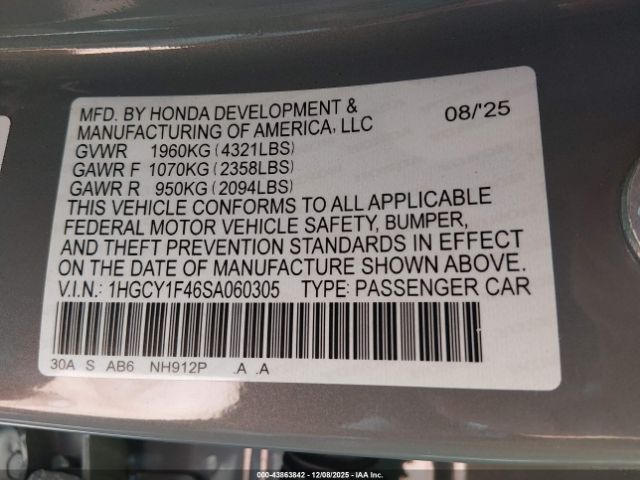 MFD. BY HONDA DEVELOPMENT &
MANUFACTURING OF AMERICA, LLC
08/'25
GVWR 1960KG (4321LBS)
GAWR F 1070KG (2358LBS)
GAWR R 950KG (2094LBS)
THIS VEHICLE CONFORMS TO ALL APPLICABLE
FEDERAL MOTOR VEHICLE SAFETY, BUMPER,
AND THEFT PREVENTION STANDARDS IN EFFECT
ON THE DATE OF MANUFACTURE SHOWN ABOVE.
V.I.N.: 1HGCY1F46SA060305 TYPE: PASSENGER CAR
30A S AB6 NH912P .A .A
000-43863842 - 12/08/2025 - IAA Inc.